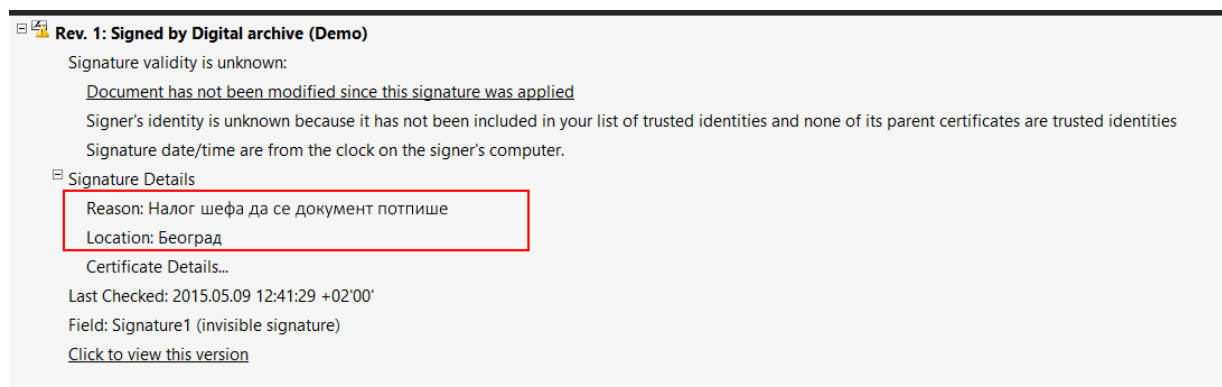 Rev. 1: Signed by Digital archive (Demo)
Signature validity is unknown:
Document has not been modified since this signature was applied
Signer's identity is unknown because it has not been included in your list of trusted identities and none of its parent certificates are trusted identities
Signature date/time are from the clock on the signer's computer.
Signature Details
Reason: Налог шефа да се документ потпише
Location: Београд
Certificate Details...
Last Checked: 2015.05.09 12:41:29 +02'00'
Field: Signature1 (invisible signature)
Click to view this version